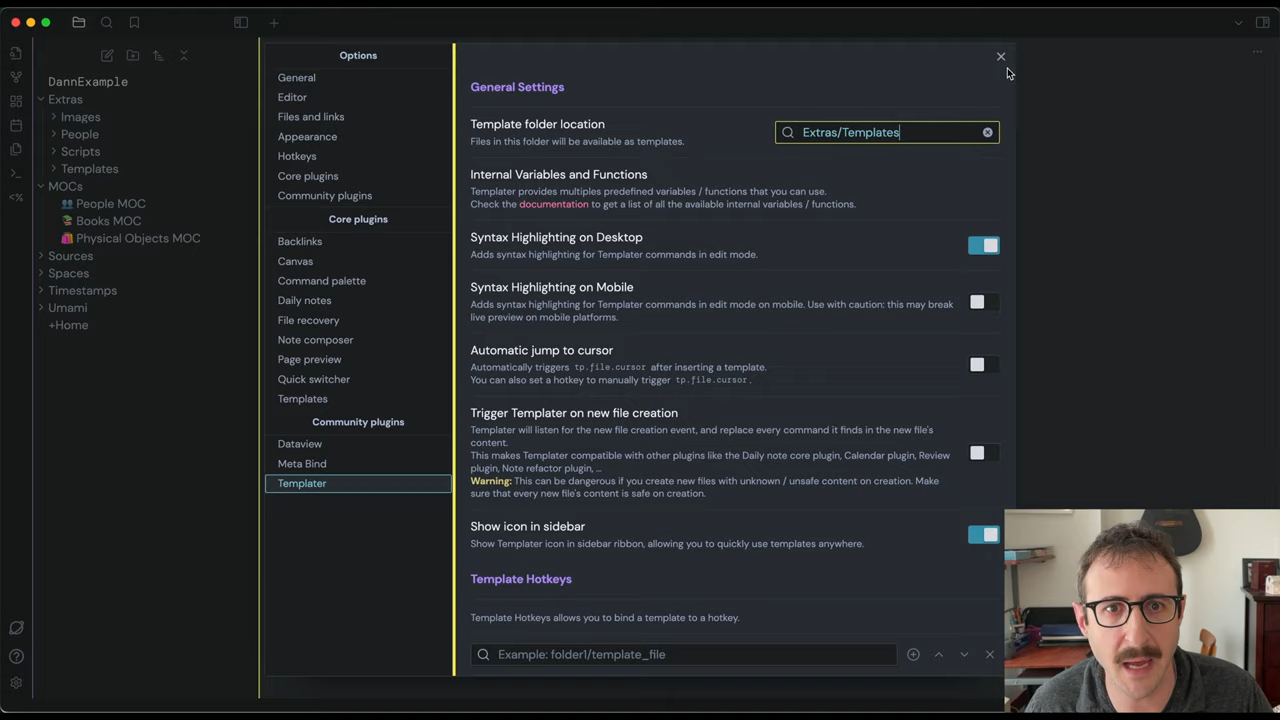 DannExample
Extras
Images
People
Scripts
Templates
MOCs
People MOC
Books MOC
Physical Objects MOC
Sources
Spaces
Timestamps
Umami
+Home
Options
General
Editor
Files and links
Appearance
Hotkeys
Core plugins
Community plugins
Core plugins
Backlinks
Canvas
Command palette
Daily notes
File recovery
Note composer
Page preview
Quick switcher
Templates
Community plugins
Dataview
Meta Bind
Templater
General Settings
Template folder location
Files in this folder will be available as templates.
Extras/Templates
Internal Variables and Functions
Templater provides multiples predefined variables / functions that you can use.
Check the documentation to get a list of all the available internal variables / functions.
Syntax Highlighting on Desktop
Adds syntax highlighting for Templater commands in edit mode.
Syntax Highlighting on Mobile
Adds syntax highlighting for Templater commands in edit mode on mobile. Use with caution: this may break
live preview on mobile platforms.
Automatic jump to cursor
Automatically triggers tp.file.cursor after inserting a template.
You can also set a hotkey to manually trigger tp.file.cursor.
Trigger Templater on new file creation
Templater will listen for the new file creation event, and replace every command it finds in the new file's
content.
This makes Templater compatible with other plugins like the Daily note core plugin, Calendar plugin, Review
plugin, Note refactor plugin, ...
Warning: This can be dangerous if you create new files with unknown / unsafe content on creation. Make
sure that every new file's content is safe on creation.
Show icon in sidebar
Show Templater icon in sidebar ribbon, allowing you to quickly use templates anywhere.
Template Hotkeys
Template Hotkeys allows you to bind a template to a hotkey.
Example: folder1/template_file